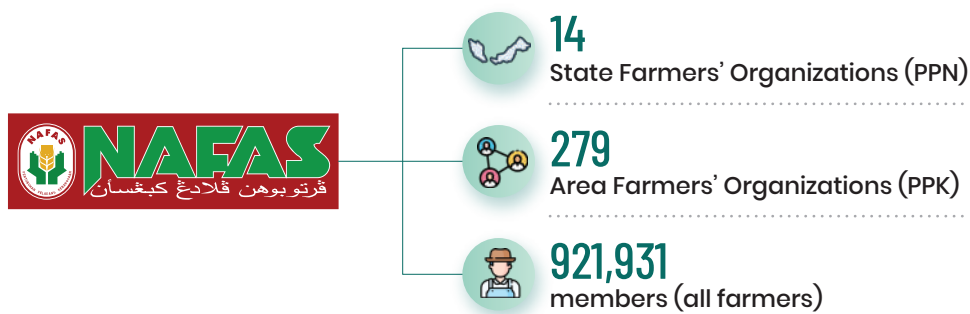 NAFAS
NAFAS
ڤرتوبوهن ڤلادڠ كبڠسأن
14
State Farmers' Organizations (PPN)
279
Area Farmers' Organizations (PPK)
921,931
members (all farmers)